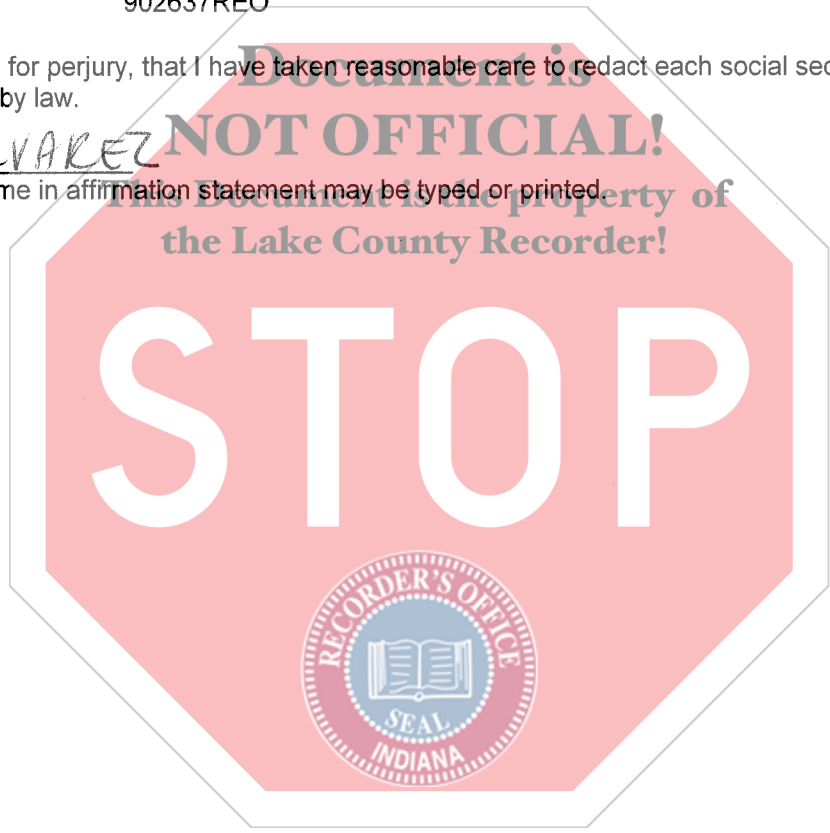 902637REO
for perjury, that I have taken reasonable care to redact each social sec
by law.
LVAREZ
me in affirmation statement may be typed or printed.
Document is
NOT OFFICIAL!
This Document is the property of
the Lake County Recorder!
STOP
RECORDER'S OFFICE
SEAL
INDIANA